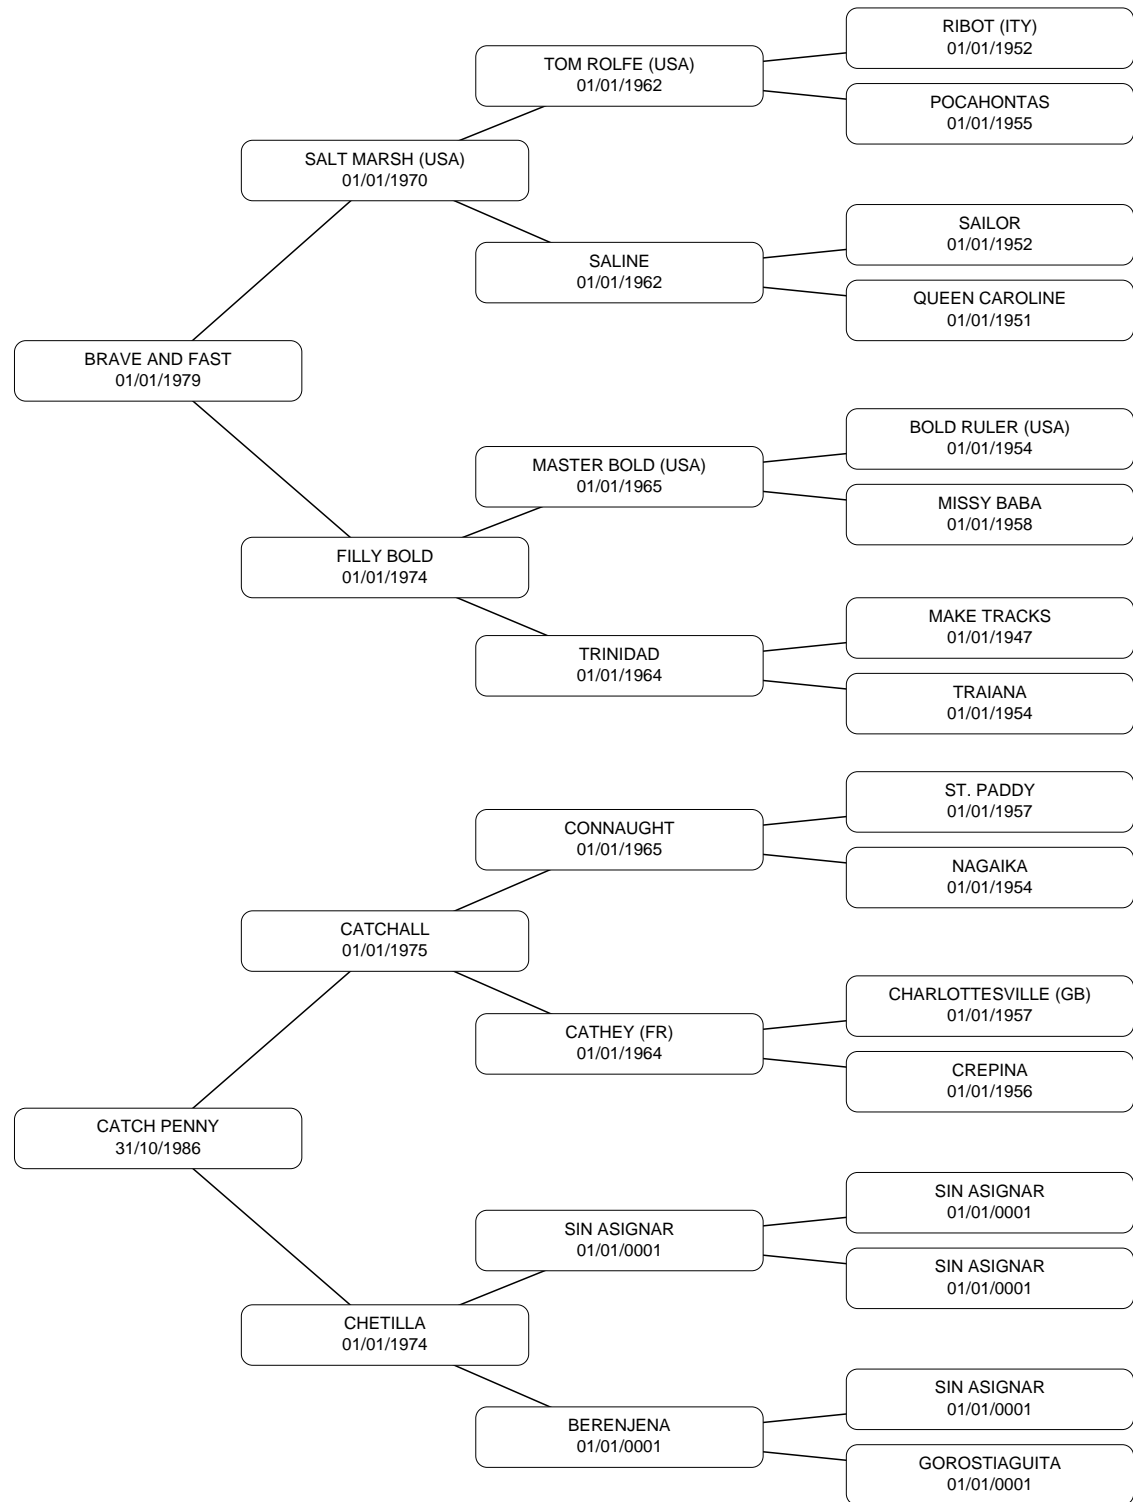 RIBOT (ITY)
01/01/1952
TOM ROLFE (USA)
01/01/1962
POCAHONTAS
01/01/1955
SALT MARSH (USA)
01/01/1970
SAILOR
01/01/1952
SALINE
01/01/1962
QUEEN CAROLINE
01/01/1951
BRAVE AND FAST
01/01/1979
BOLD RULER (USA)
01/01/1954
MASTER BOLD (USA)
01/01/1965
MISSY BABA
01/01/1958
FILLY BOLD
01/01/1974
MAKE TRACKS
01/01/1947
TRINIDAD
01/01/1964
TRAIANA
01/01/1954
ST. PADDY
01/01/1957
CONNAUGHT
01/01/1965
NAGAIKA
01/01/1954
CATCHALL
01/01/1975
CHARLOTTESVILLE (GB)
01/01/1957
CATHEY (FR)
01/01/1964
CREPINA
01/01/1956
CATCH PENNY
31/10/1986
SIN ASIGNAR
01/01/0001
SIN ASIGNAR
01/01/0001
SIN ASIGNAR
01/01/0001
CHETILLA
01/01/1974
SIN ASIGNAR
01/01/0001
BERENJENA
01/01/0001
GOROSTIAGUITA
01/01/0001